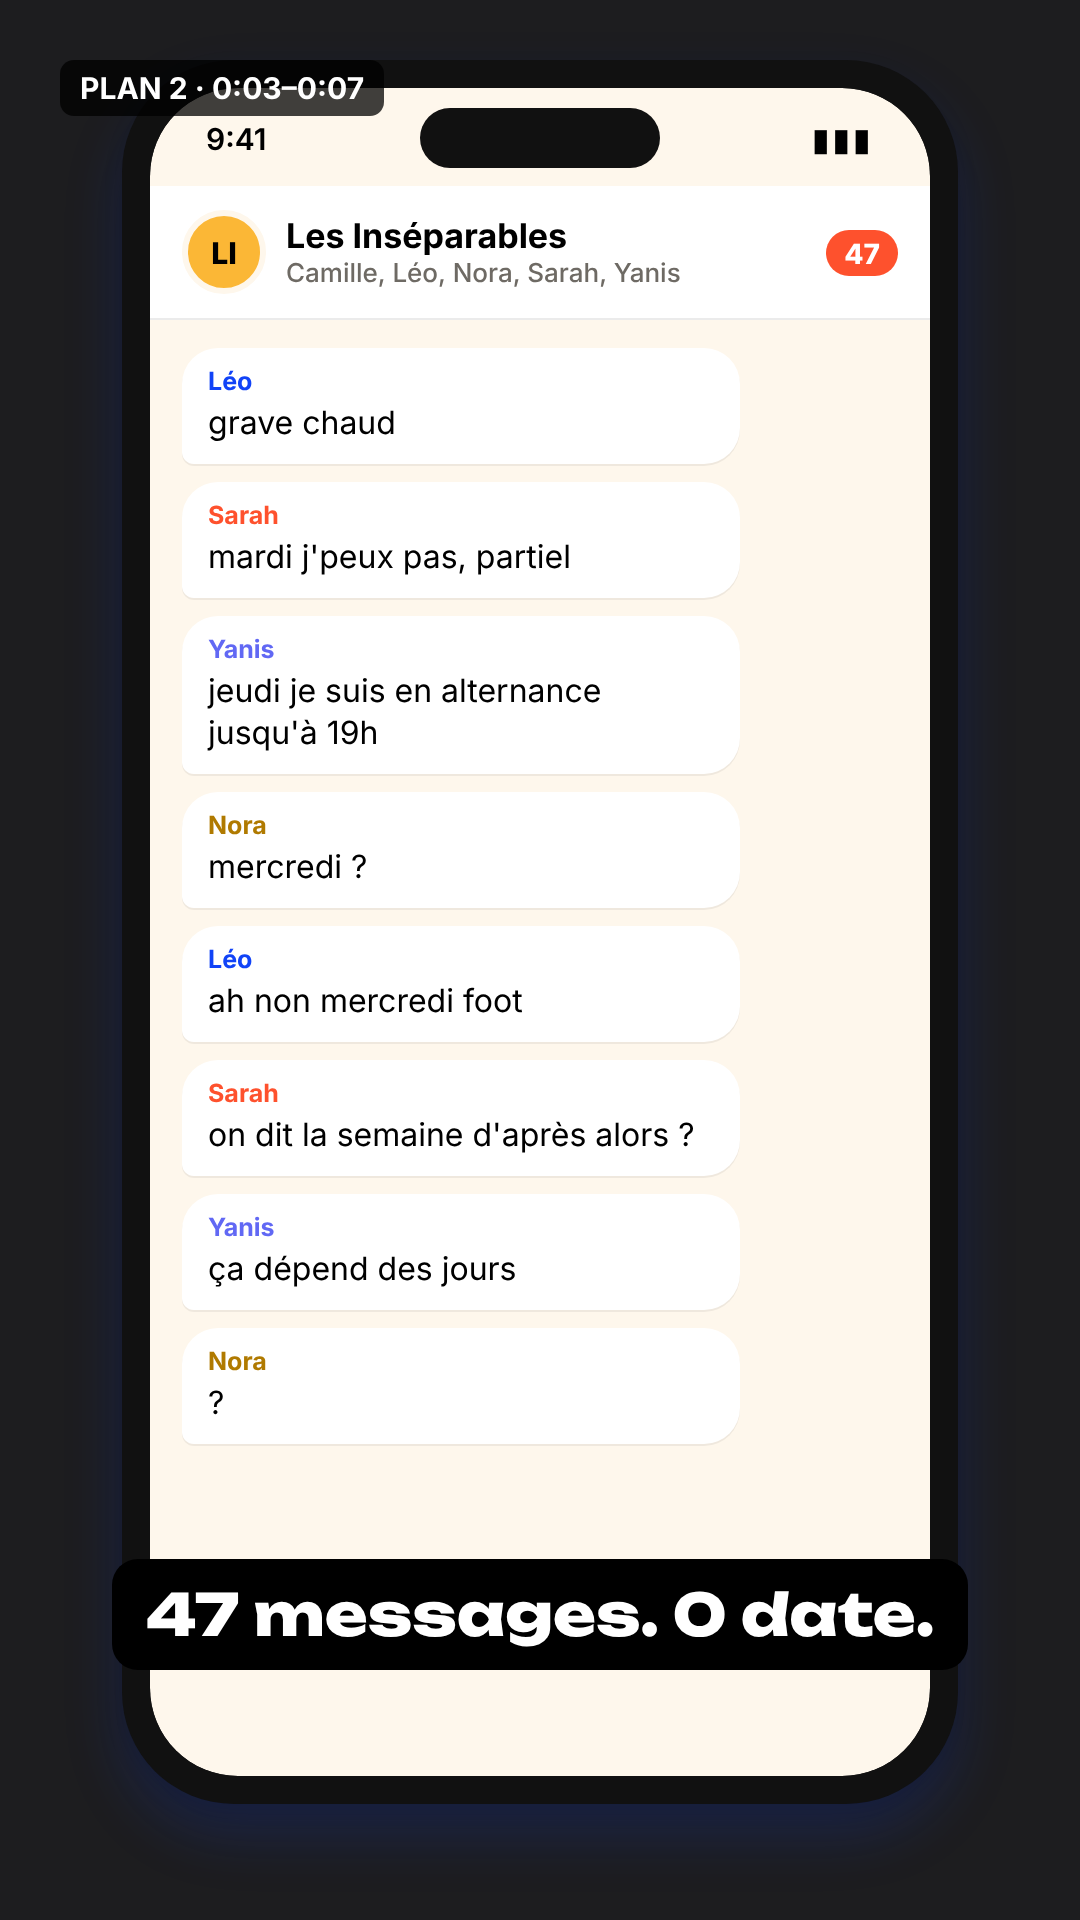 PLAN 2 · 0:03–0:07
9:41
LI
Les Inséparables
Camille, Léo, Nora, Sarah, Yanis
47
Léo
grave chaud
Sarah
mardi j'peux pas, partiel
Yanis
jeudi je suis en alternance
jusqu'à 19h
Nora
mercredi ?
Léo
ah non mercredi foot
Sarah
on dit la semaine d'après alors ?
Yanis
ça dépend des jours
Nora
?
47 messages. 0 date.